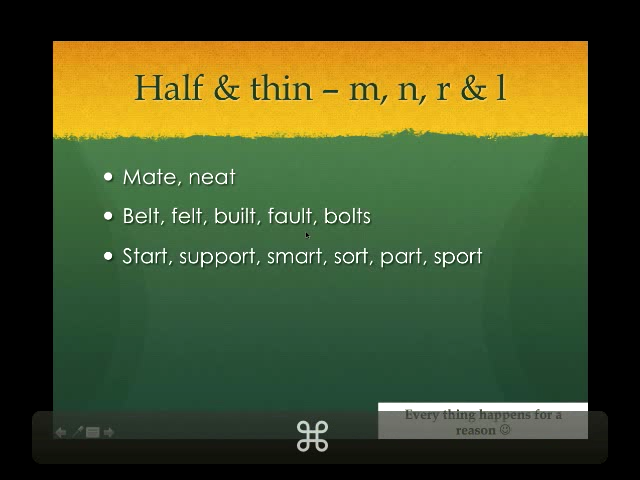 Half & thin – m, n, r & l
Mate, neat
Belt, felt, built, fault, bolts
Start, support, smart, sort, part, sport
Every thing happens for a
reason ☺
⌘